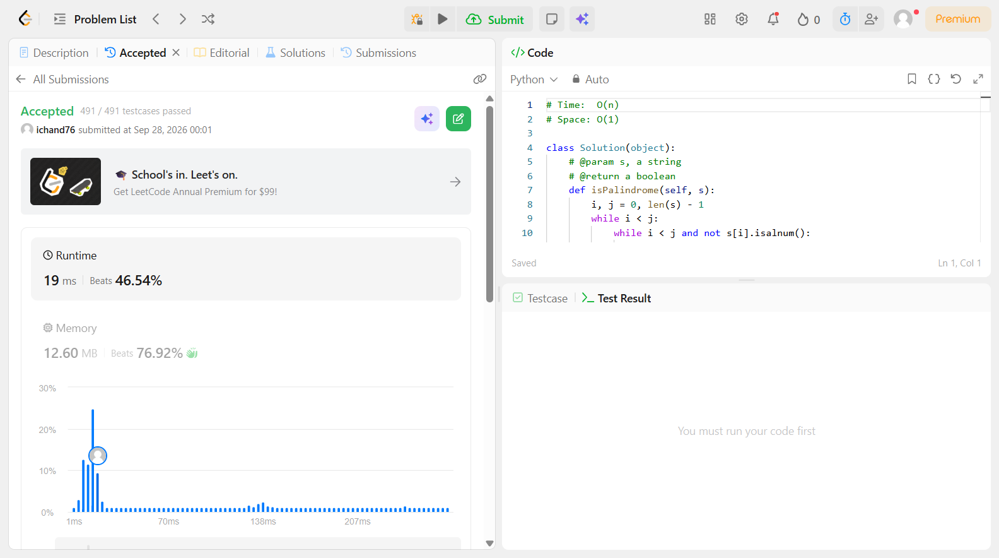 Problem List
Submit
0
Premium
Description
Accepted
Editorial
Solutions
Submissions
All Submissions
Accepted 491 / 491 testcases passed
ichand76 submitted at Sep 28, 2026 00:01
School's in. Leet's on.
Get LeetCode Annual Premium for $99!
Runtime
19 ms Beats 46.54%
Memory
12.60 MB Beats 76.92%
30%
20%
10%
0%
1ms 70ms 138ms 207ms
</> Code
Python Auto
1 # Time:  O(n)
2 # Space: O(1)
3
4 class Solution(object):
5     # @param s, a string
6     # @return a boolean
7     def isPalindrome(self, s):
8         i, j = 0, len(s) - 1
9         while i < j:
10             while i < j and not s[i].isalnum():
Saved Ln 1, Col 1
Testcase
Test Result
You must run your code first